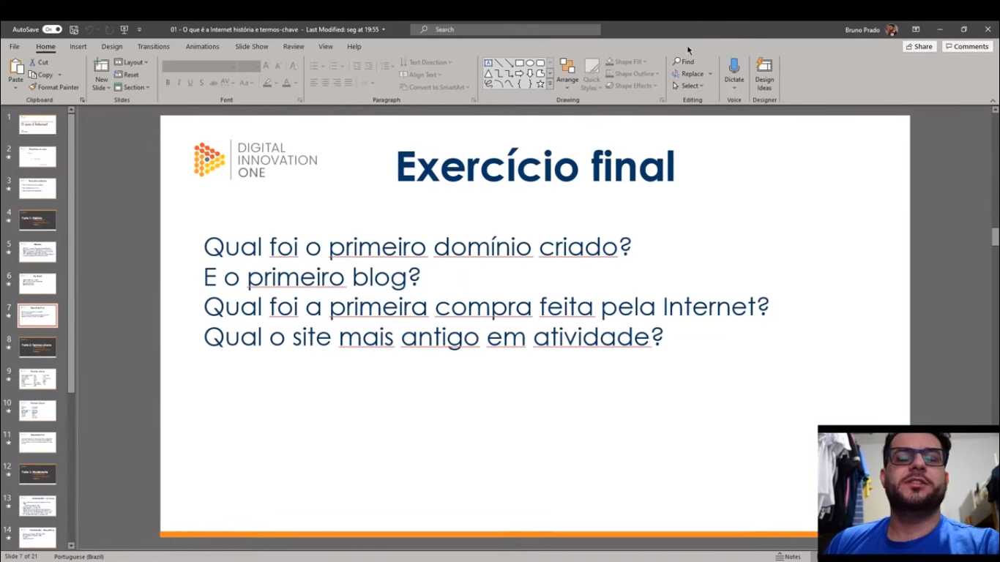 AutoSave On 01 - O que é a Internet história e termos-chave - Last Modified: seg at 19:55 Search Bruno Prado
File Home Insert Design Transitions Animations Slide Show Review View Help Share Comments
Cut
Copy
Format Painter
Paste
Clipboard
New
Slide
Layout
Reset
Section
Slides
Font
Text Direction
Align Text
Convert to SmartArt
Paragraph
Arrange
Quick
Styles
Shape Fill
Shape Outline
Shape Effects
Drawing
Find
Replace
Select
Editing
Dictate
Voice
Design
Ideas
Designer
1
2
3
4
5
6
7
8
9
10
11
12
13
14
DIGITAL
INNOVATION
ONE
Exercício final
Qual foi o primeiro domínio criado?
E o primeiro blog?
Qual foi a primeira compra feita pela Internet?
Qual o site mais antigo em atividade?
Slide 7 of 21 Portuguese (Brazil) Notes